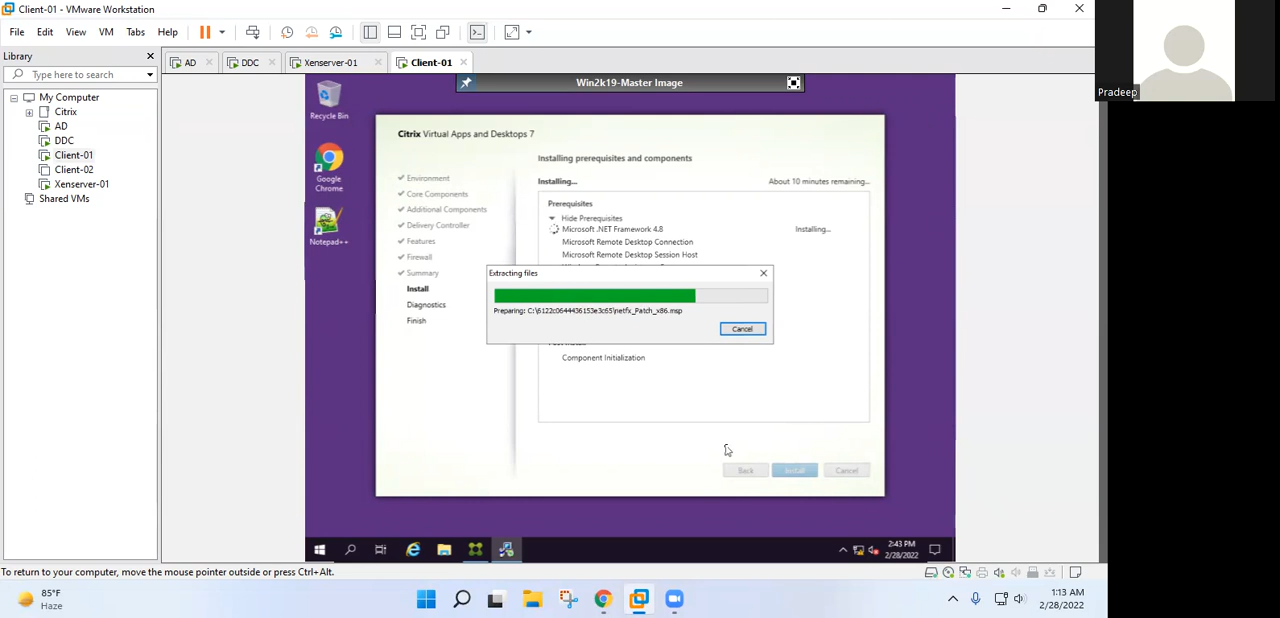 Client-01 - VMware Workstation
File Edit View VM Tabs Help
Library
Type here to search
My Computer
Citrix
AD
DDC
Client-01
Client-02
Xenserver-01
Shared VMs
AD DDC Xenserver-01 Client-01
Win2k19-Master Image
Recycle Bin
Google
Chrome
Notepad++
Citrix Virtual Apps and Desktops 7
Environment
Core Components
Additional Components
Delivery Controller
Features
Firewall
Summary
Install
Diagnostics
Finish
Installing prerequisites and components
Installing... About 10 minutes remaining...
Prerequisites
Hide Prerequisites
Microsoft .NET Framework 4.8 Installing...
Microsoft Remote Desktop Connection
Microsoft Remote Desktop Session Host
Extracting files
Preparing: C:\6122c0644436153e3c65\netfx_Patch_x86.msp
Cancel
Component Initialization
Back Install Cancel
2:43 PM
2/28/2022
To return to your computer, move the mouse pointer outside or press Ctrl+Alt.
85°F
Haze
1:13 AM
2/28/2022
Pradeep